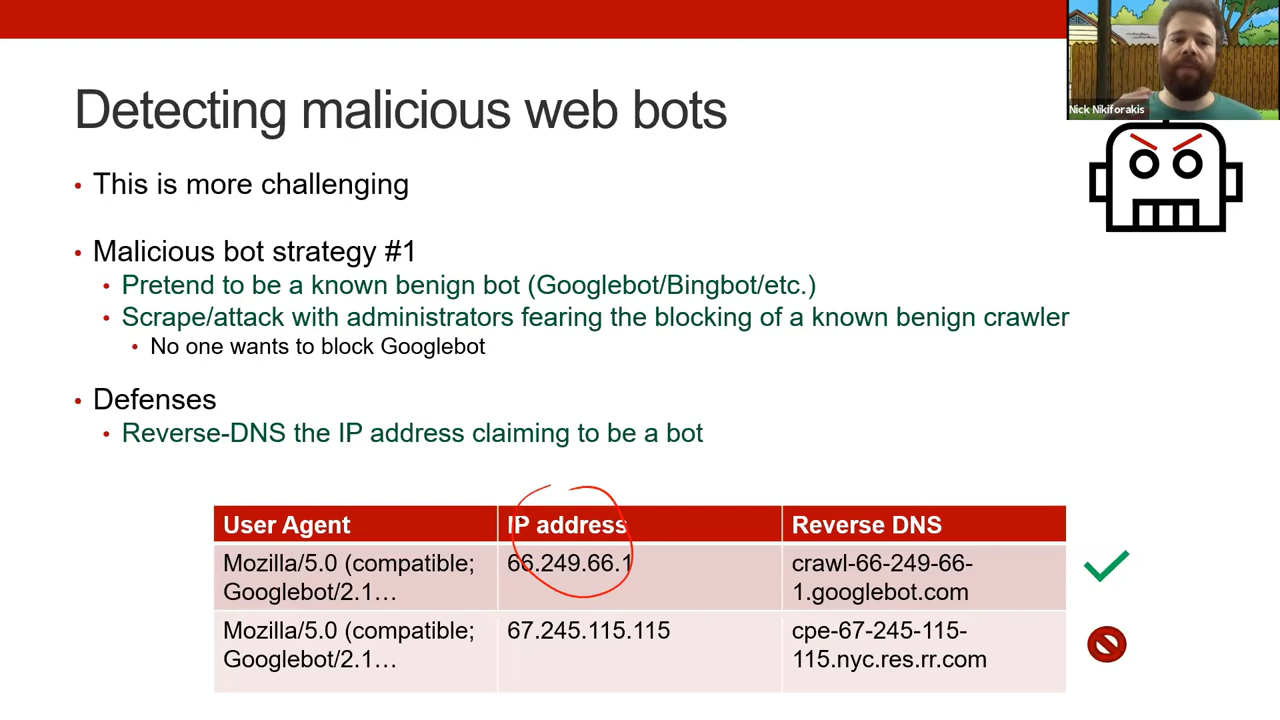 Nick Nikiforakis
Detecting malicious web bots
• This is more challenging
• Malicious bot strategy #1
• Pretend to be a known benign bot (Googlebot/Bingbot/etc.)
• Scrape/attack with administrators fearing the blocking of a known benign crawler
• No one wants to block Googlebot
• Defenses
• Reverse-DNS the IP address claiming to be a bot
User Agent IP address Reverse DNS
Mozilla/5.0 (compatible; 66.249.66.1 crawl-66-249-66-
Googlebot/2.1… 1.googlebot.com
Mozilla/5.0 (compatible; 67.245.115.115 cpe-67-245-115-
Googlebot/2.1… 115.nyc.res.rr.com